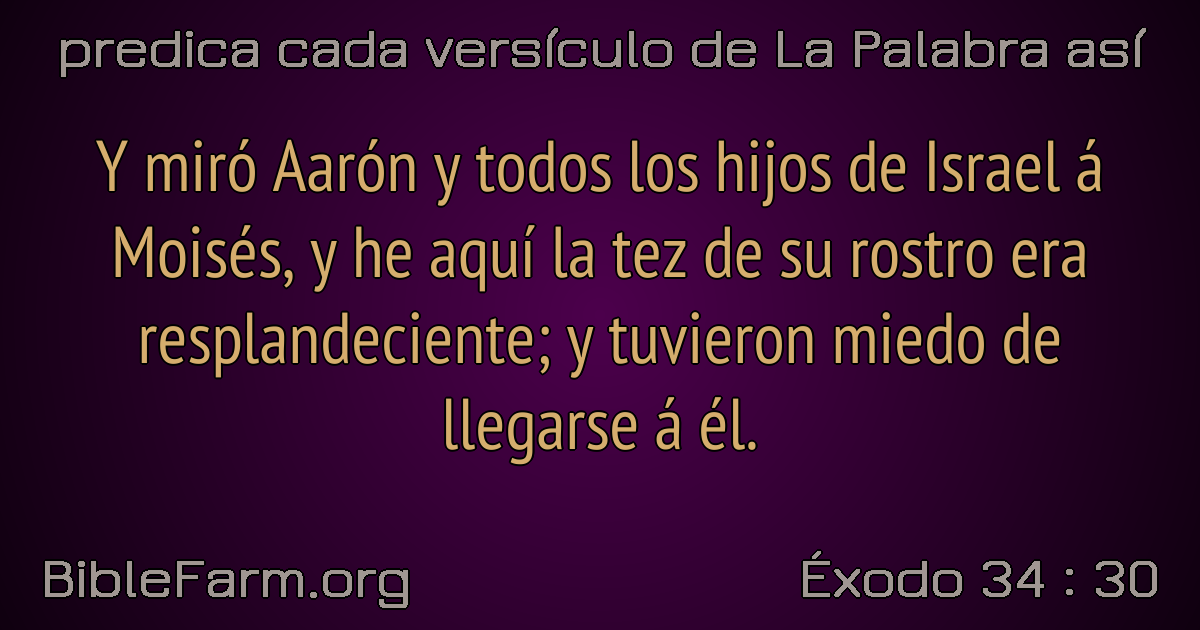 predica cada versículo de La Palabra así
Y miró Aarón y todos los hijos de Israel á
Moisés, y he aquí la tez de su rostro era
resplandeciente; y tuvieron miedo de
llegarse á él.
BibleFarm.org
Éxodo 34 : 30